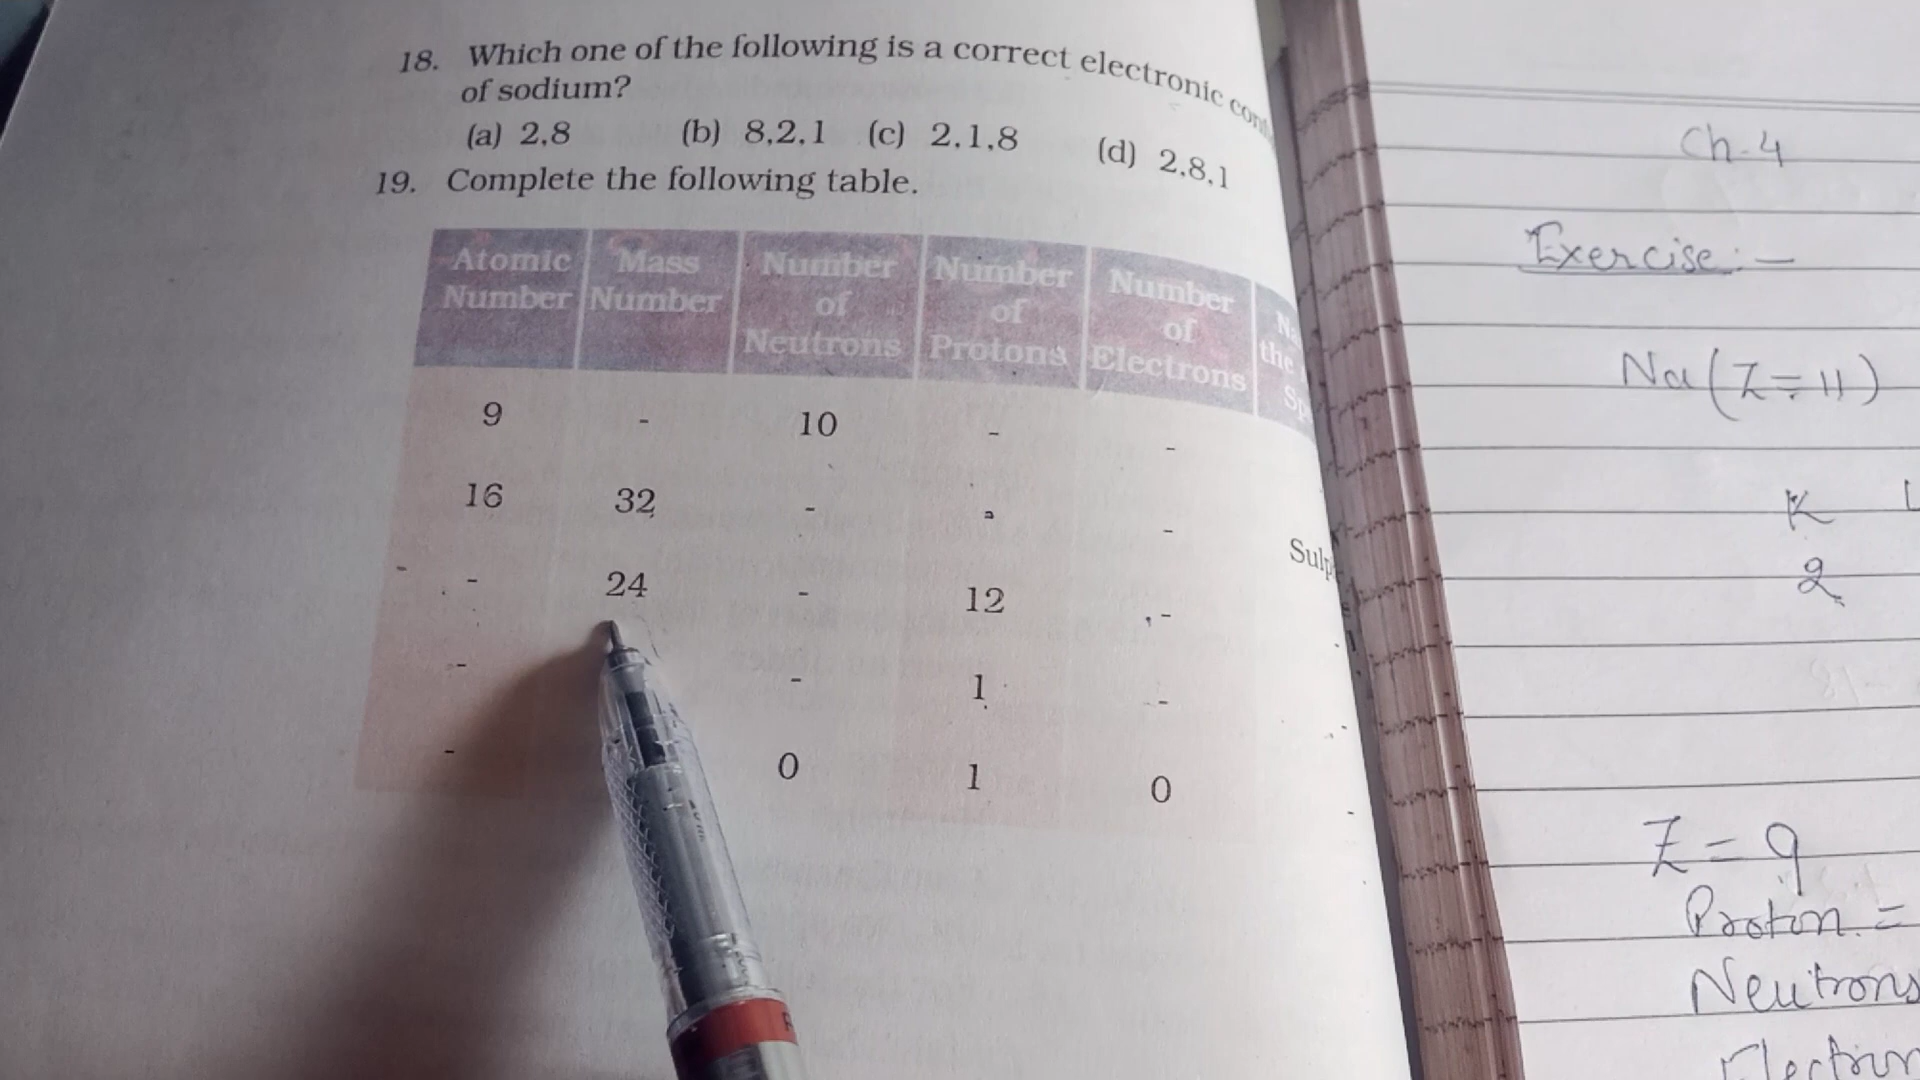 18. Which one of the following is a correct electronic
of sodium?
(a) 2,8 (b) 8,2,1 (c) 2,1,8 (d) 2,8,1
19. Complete the following table.
Atomic Number Mass Number Number of Neutrons Number of Protons Number of Electrons the
9 - 10 - -
16 32 - - -
- 24 - 12 -
- - 1 -
- 0 1 0
Ch-4
Exercise:-
Na (Z=11)
K L
2
Z = 9
Proton =
Neutrons